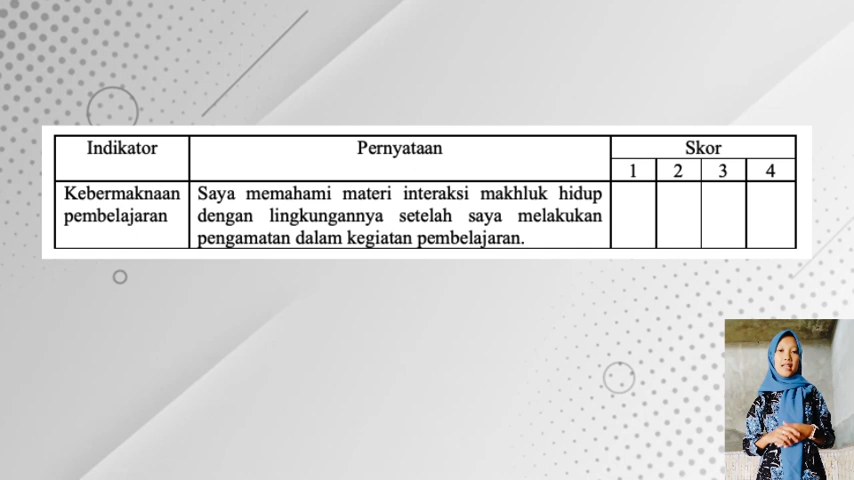 Indikator
Pernyataan
Skor
1 2 3 4
Kebermaknaan
pembelajaran
Saya memahami materi interaksi makhluk hidup
dengan lingkungannya setelah saya melakukan
pengamatan dalam kegiatan pembelajaran.